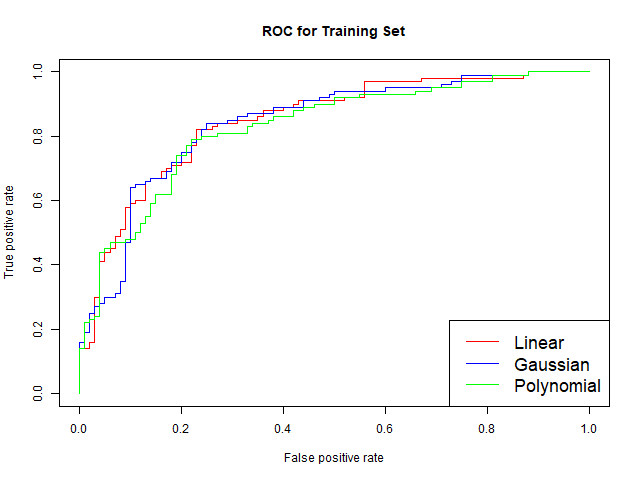 ROC for Training Set
True positive rate
1.0
0.8
0.6
0.4
0.2
0.0
Linear
Gaussian
Polynomial
0.0 0.2 0.4 0.6 0.8 1.0
False positive rate